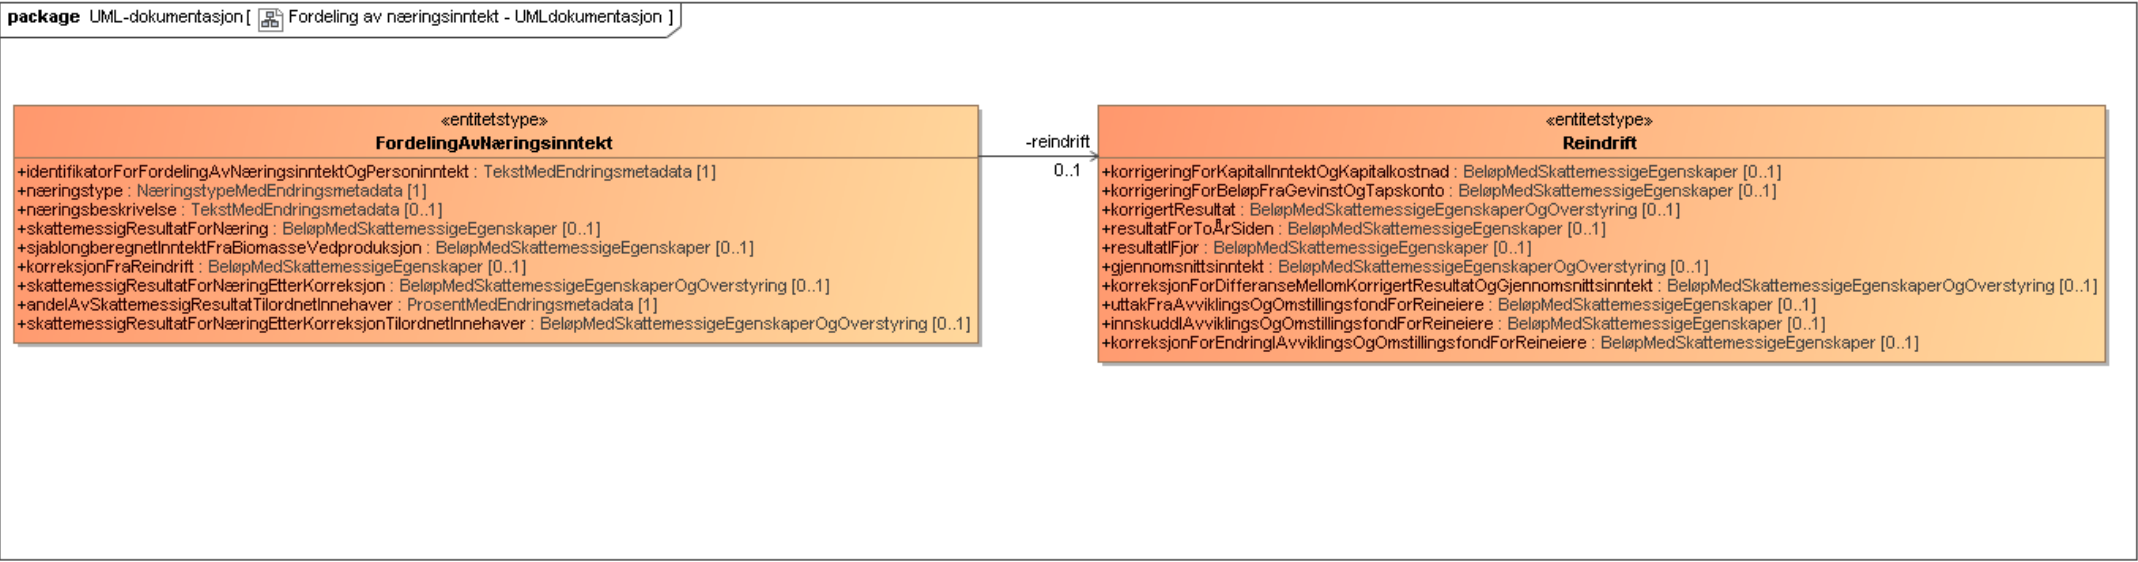 package UML-dokumentasjon[ Fordeling av næringsinntekt - UMLdokumentasjon ]
«entitetstype»
FordelingAvNæringsinntekt
+identifikatorForFordelingAvNæringsinntektOgPersoninntekt : TekstMedEndringsmetadata [1]
+næringstype : NæringstypeMedEndringsmetadata [1]
+næringsbeskrivelse : TekstMedEndringsmetadata [0..1]
+skattemessigResultatForNæring : BeløpMedSkattemessigeEgenskaper [0..1]
+sjablongberegnetInntektFraBiomasseVedproduksjon : BeløpMedSkattemessigeEgenskaper [0..1]
+korreksjonFraReindrift : BeløpMedSkattemessigeEgenskaper [0..1]
+skattemessigResultatForNæringEtterKorreksjon : BeløpMedSkattemessigeEgenskaperOgOverstyring [0..1]
+andelAvSkattemessigResultatTilordnetInnehaver : ProsentMedEndringsmetadata [1]
+skattemessigResultatForNæringEtterKorreksjonTilordnetInnehaver : BeløpMedSkattemessigeEgenskaperOgOverstyring [0..1]
-reindrift
0..1
«entitetstype»
Reindrift
+korrigeringForKapitalInntektOgKapitalkostnad : BeløpMedSkattemessigeEgenskaper [0..1]
+korrigeringForBeløpFraGevinstOgTapskonto : BeløpMedSkattemessigeEgenskaper [0..1]
+korrigertResultat : BeløpMedSkattemessigeEgenskaperOgOverstyring [0..1]
+resultatForToÅrSiden : BeløpMedSkattemessigeEgenskaper [0..1]
+resultatIFjor : BeløpMedSkattemessigeEgenskaper [0..1]
+gjennomsnittsinntekt : BeløpMedSkattemessigeEgenskaperOgOverstyring [0..1]
+korreksjonForDifferanseMellomKorrigertResultatOgGjennomsnittsinntekt : BeløpMedSkattemessigeEgenskaperOgOverstyring [0..1]
+uttakFraAvviklingsOgOmstillingsfondForReineiere : BeløpMedSkattemessigeEgenskaper [0..1]
+innskuddIAvviklingsOgOmstillingsfondForReineiere : BeløpMedSkattemessigeEgenskaper [0..1]
+korreksjonForEndringIAvviklingsOgOmstillingsfondForReineiere : BeløpMedSkattemessigeEgenskaper [0..1]